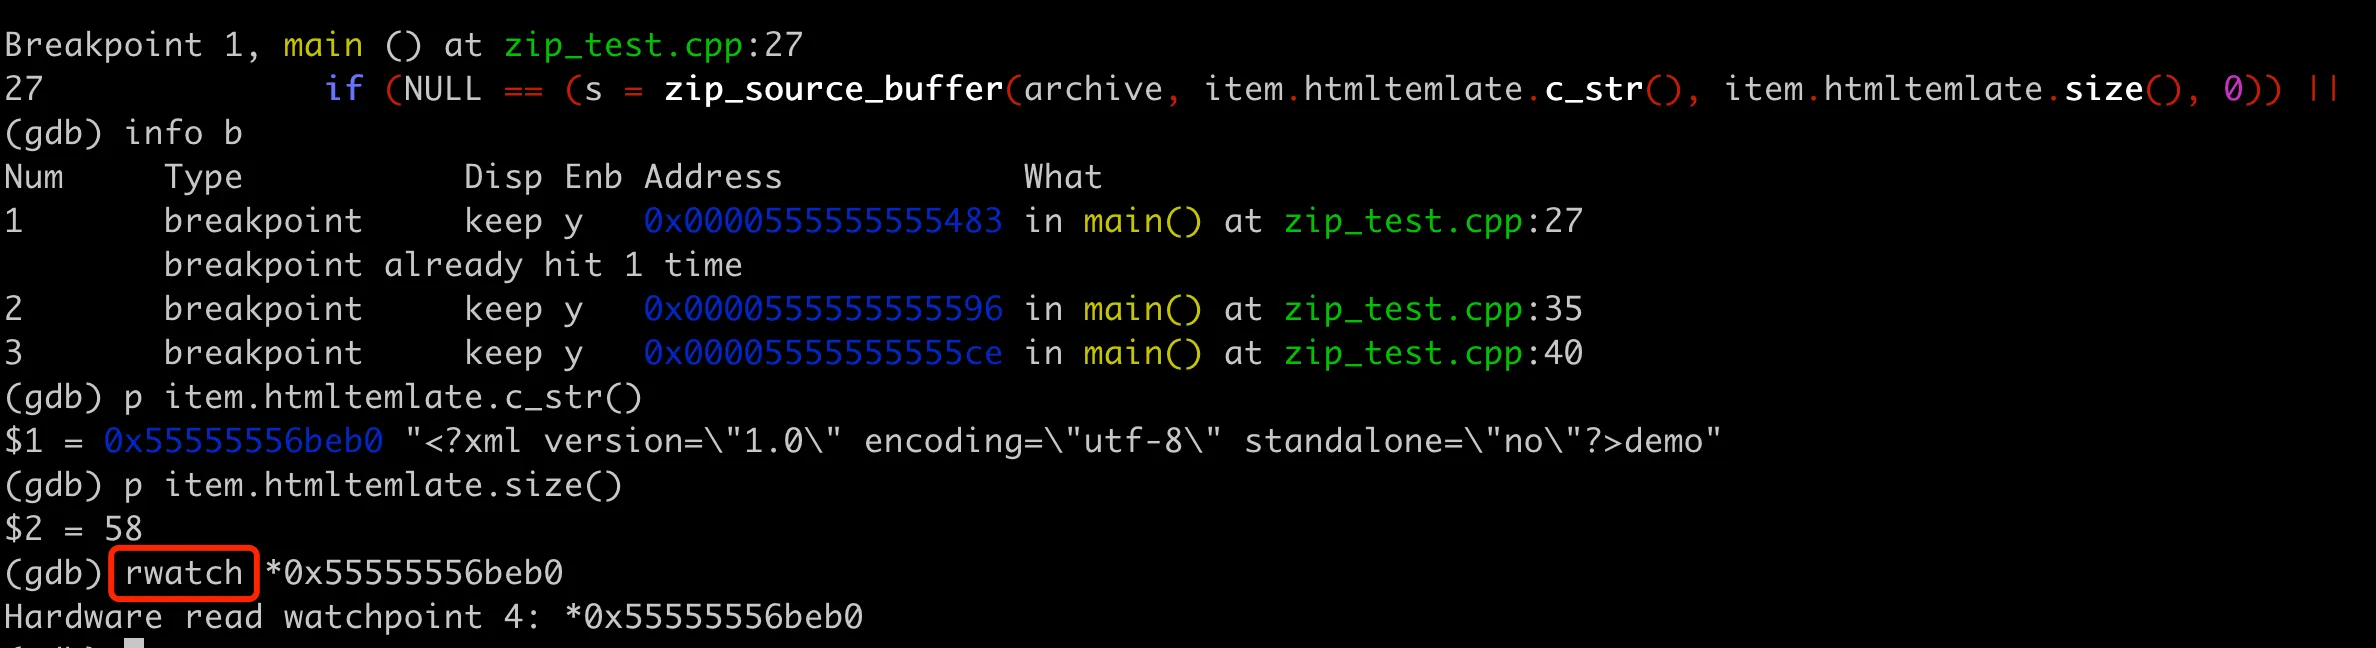 Breakpoint 1, main () at zip_test.cpp:27
27              if (NULL == (s = zip_source_buffer(archive, item.htmltemlate.c_str(), item.htmltemlate.size(), 0)) ||
(gdb) info b
Num     Type           Disp Enb Address            What
1       breakpoint     keep y   0x0000555555555483 in main() at zip_test.cpp:27
        breakpoint already hit 1 time
2       breakpoint     keep y   0x0000555555555596 in main() at zip_test.cpp:35
3       breakpoint     keep y   0x00005555555555ce in main() at zip_test.cpp:40
(gdb) p item.htmltemlate.c_str()
$1 = 0x55555556beb0 "<?xml version=\"1.0\" encoding=\"utf-8\" standalone=\"no\"?>demo"
(gdb) p item.htmltemlate.size()
$2 = 58
(gdb) rwatch *0x55555556beb0
Hardware read watchpoint 4: *0x55555556beb0